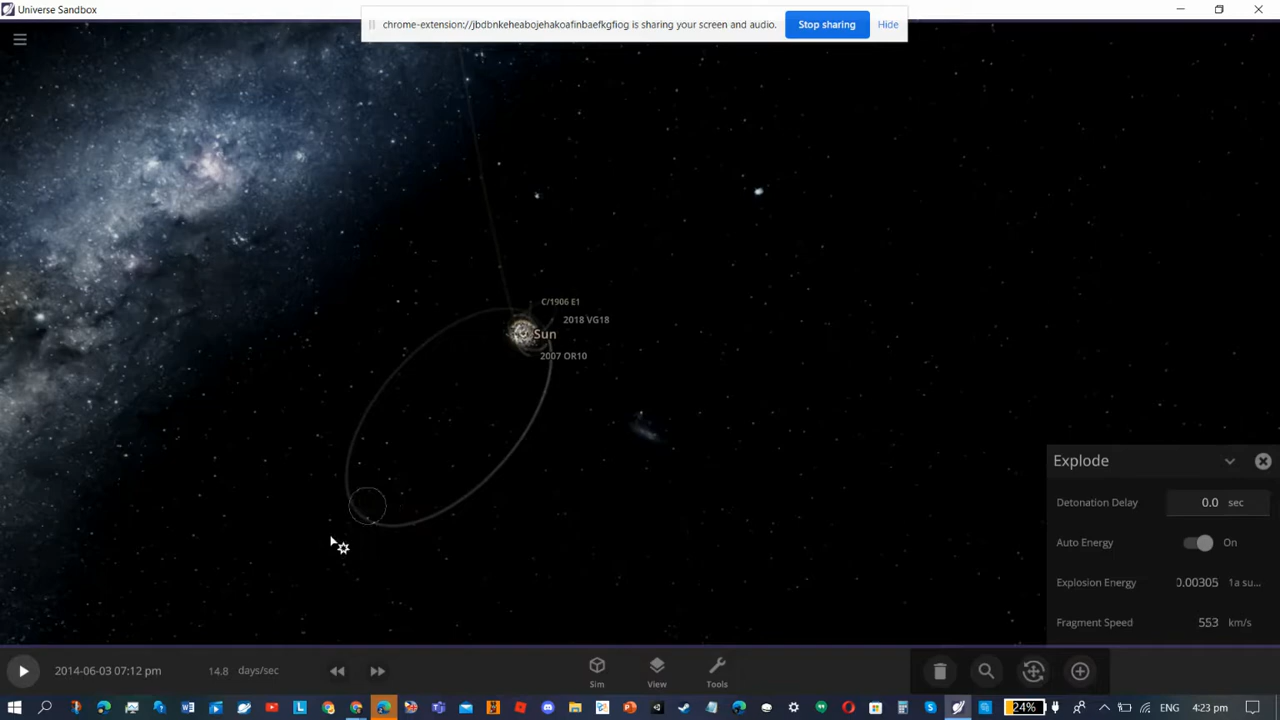 Universe Sandbox
chrome-extension://jbdbnkeheabojehakoafinbaefkgfiog is sharing your screen and audio.
Stop sharing
Hide
C/1906 E1
2018 VG18
Sun
2007 OR10
Explode
Detonation Delay 0.0 sec
Auto Energy On
Explosion Energy 0.00305 1a su...
Fragment Speed 553 km/s
2014-06-03 07:12 pm 14.8 days/sec
Sim View Tools
24% ENG 4:23 pm